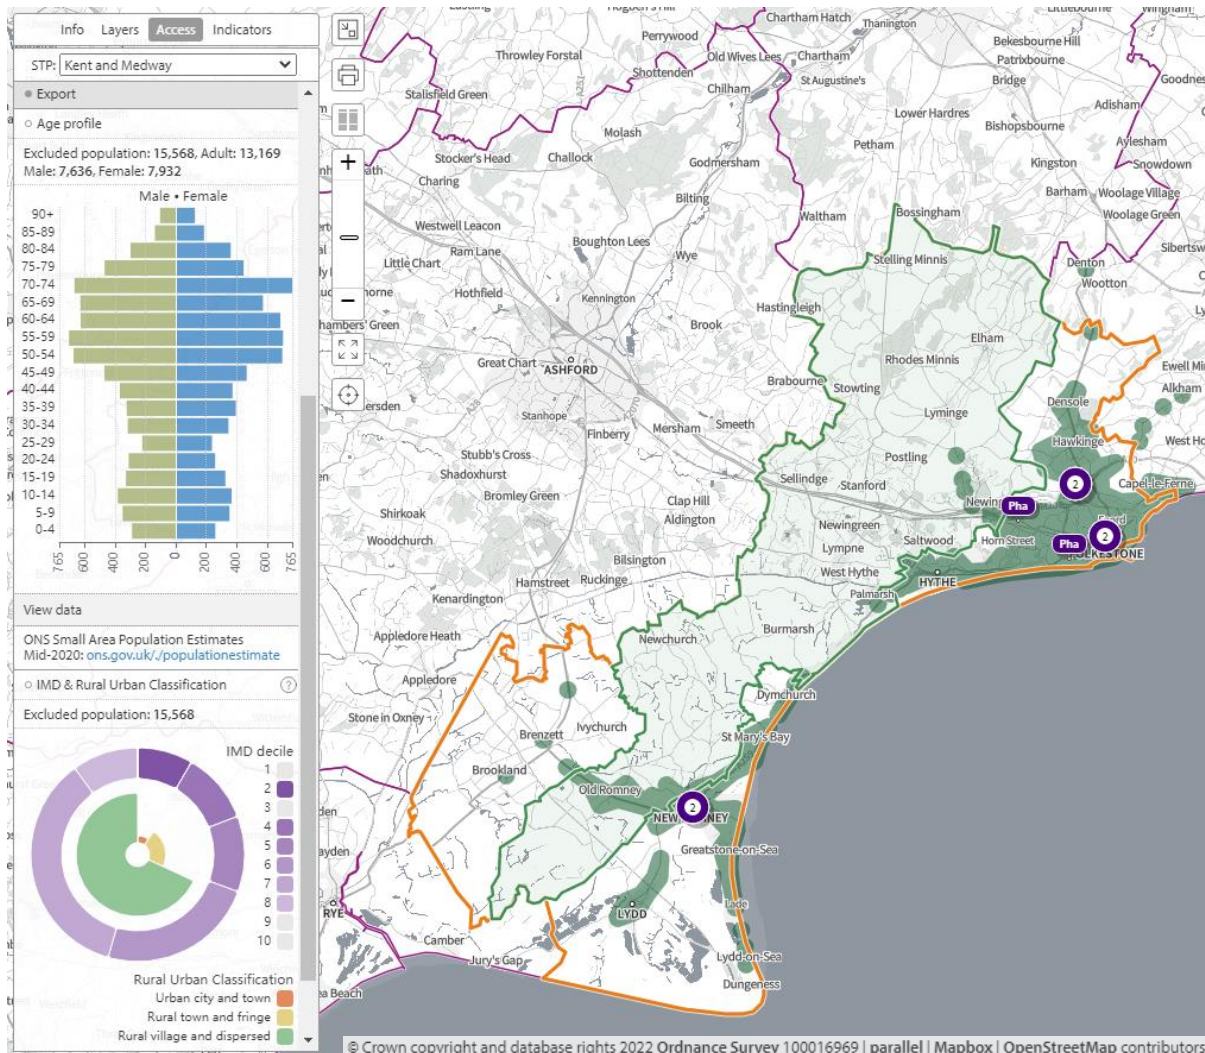 Info Layers Access Indicators
STP: Kent and Medway
Export
Age profile
Excluded population: 15,568, Adult: 13,169
Male: 7,636, Female: 7,932
Male • Female
90+
85-89
80-84
75-79
70-74
65-69
60-64
55-59
50-54
45-49
40-44
35-39
30-34
25-29
20-24
15-19
10-14
5-9
0-4
765 600 400 200 0 200 400 600 765
View data
ONS Small Area Population Estimates
Mid-2020: ons.gov.uk/./populationestimate
IMD & Rural Urban Classification ?
Excluded population: 15,568
IMD decile
1
2
3
4
5
6
7
8
9
10
Rural Urban Classification
Urban city and town
Rural town and fringe
Rural village and dispersed
+
−
Chartham Hatch
Thanington
Littlebourne
Wingham
Perrywood
Bekesbourne Hill
Throwley Forstal
Old Wives Lees
Chartham
Patrixbourne
Shottenden
St Augustine's
Bridge
Stalisfield Green
A251
Chilham
Adisham
Lower Hardres
Molash
Bishopsbourne
Aylesham
Petham
Stocker's Head
Challock
Godmersham
Kingston
Snowdown
Charing
Barham
Woolage Village
Bilting
Waltham
Bossingham
Woolage Green
Westwell Leacon
Ram Lane
Boughton Lees
Little Chart
Wye
Stelling Minnis
Denton
Wootton
Hothfield
Kennington
Hastingleigh
Brook
Elham
Great Chart
ASHFORD
Rhodes Minnis
Brabourne
Stowting
Alkham
Densole
A28
Stanhope
A2070
Mersham
Smeeth
Lyminge
Finberry
Hawkinge
Stubb's Cross
Postling
Shadoxhurst
Sellindge
Stanford
Capel-le-Ferne
Bromley Green
Clap Hill
2
Pha
Aldington
Shirkoak
Newingreen
Saltwood
Horn Street
Pha
2
Woodchurch
Lympne
Bilsington
West Hythe
HYTHE
Hamstreet
Ruckinge
Palmarsh
Kenardington
Burmarsh
Appledore Heath
Newchurch
Appledore
Dymchurch
Stone in Oxney
Ivychurch
Brenzett
St Mary's Bay
Brookland
Old Romney
2
Greatstone-on-Sea
RYE
LYDD
Lade
Camber
Jury's Gap
Lydd-on-Sea
Dungeness
© Crown copyright and database rights 2022 Ordnance Survey 100016969 | parallel | Mapbox | OpenStreetMap contributors